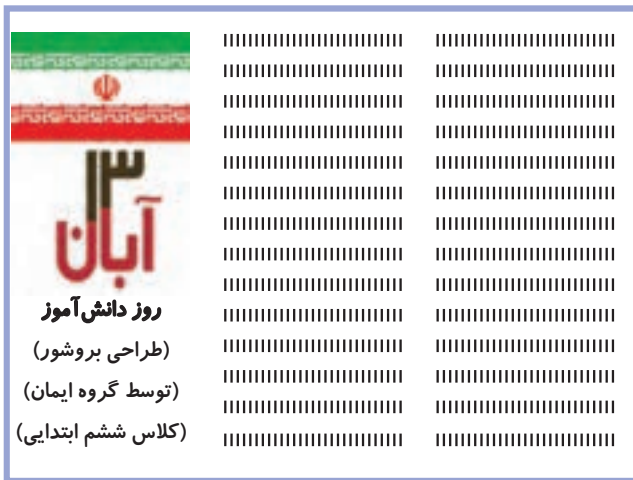 ۱۳
آبان
روز دانش‌آموز
(طراحی بروشور)
(توسط گروه ایمان)
(کلاس ششم ابتدایی)